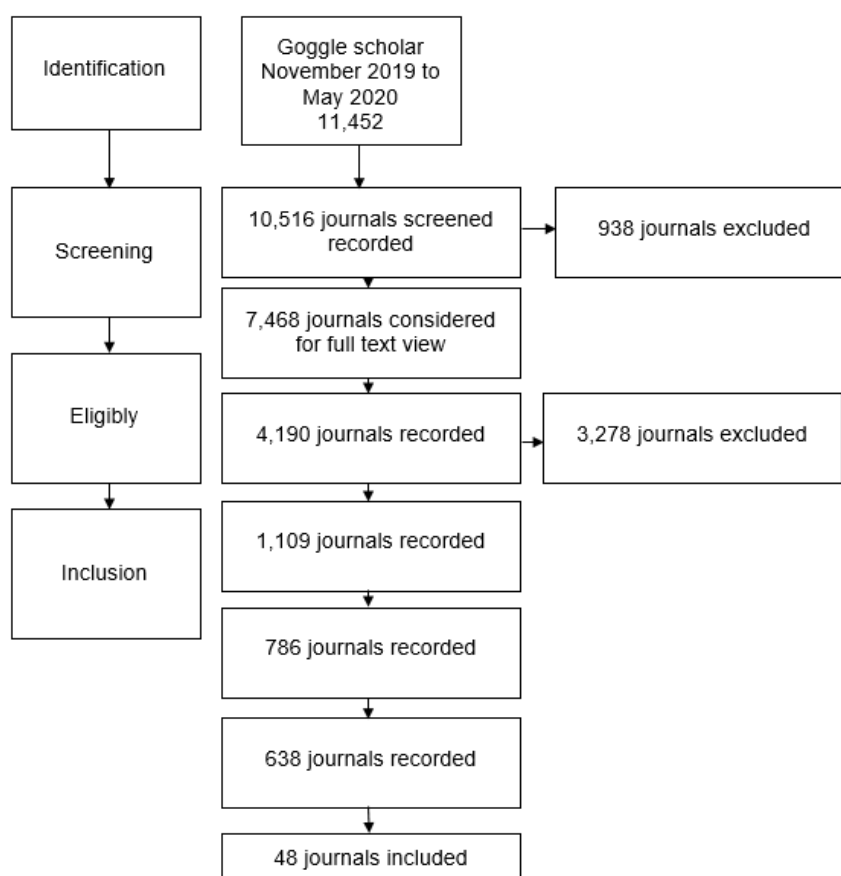 Identification
Goggle scholar
November 2019 to
May 2020
11,452
Screening
10,516 journals screened
recorded
938 journals excluded
7,468 journals considered
for full text view
Eligibly
4,190 journals recorded
3,278 journals excluded
Inclusion
1,109 journals recorded
786 journals recorded
638 journals recorded
48 journals included